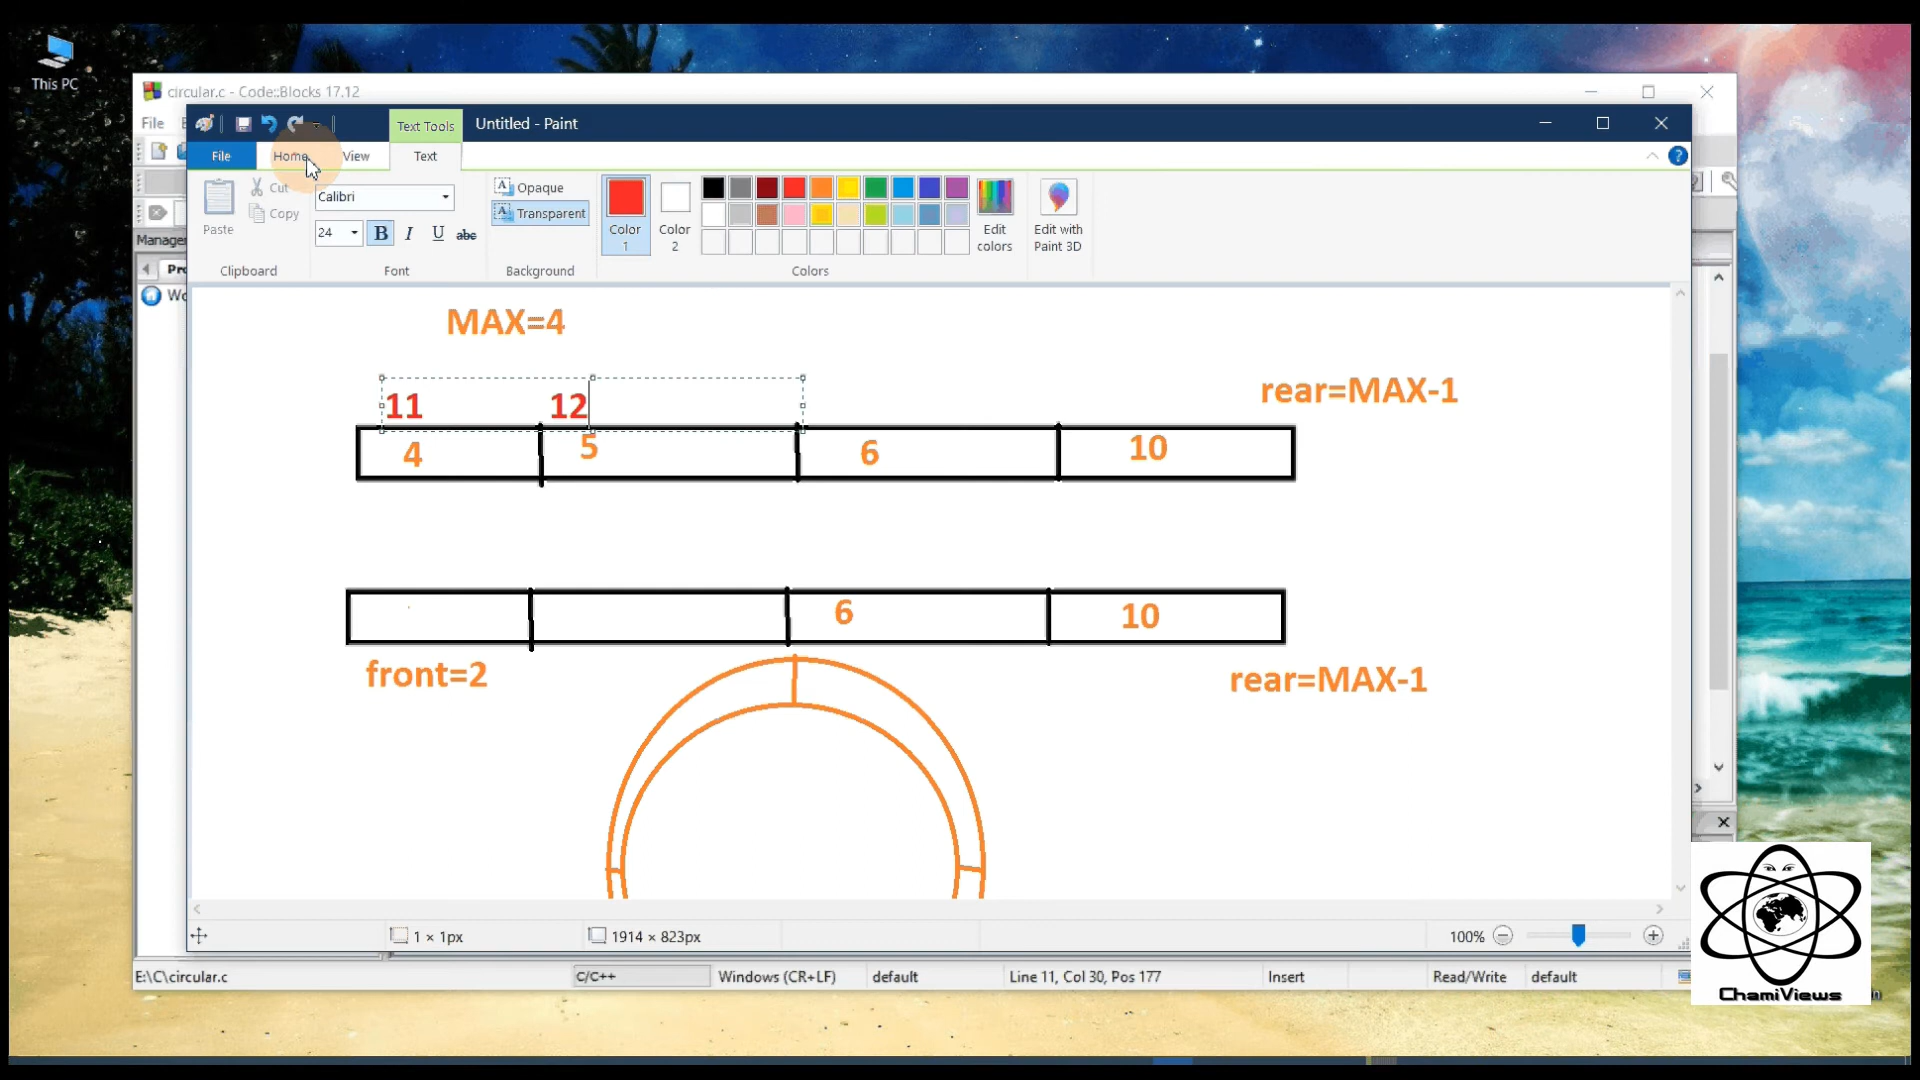 This PC
circular.c - Code::Blocks 17.12
File
Text Tools
Untitled - Paint
File
Home
View
Text
Paste
Cut
Copy
Clipboard
Calibri
24
B
I
U
abc
Font
Opaque
Transparent
Background
Color 1
Color 2
Edit colors
Edit with Paint 3D
Colors
Manager
MAX=4
11 12
rear=MAX-1
4 5 6 10
6 10
front=2
rear=MAX-1
1 × 1px
1914 × 823px
100%
E:\C\circular.c
C/C++
Windows (CR+LF)
default
Line 11, Col 30, Pos 177
Insert
Read/Write
default
ChamiViews